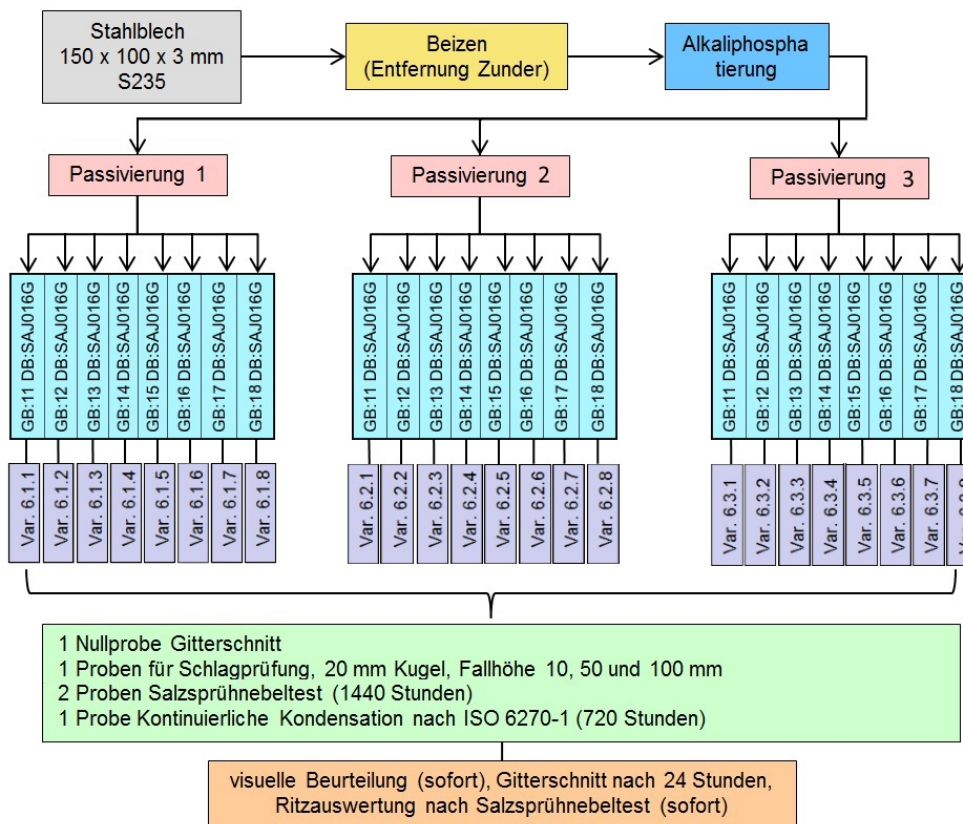 Stahlblech
150 x 100 x 3 mm
S235
Beizen
(Entfernung Zunder)
Alkaliphospha
tierung
Passivierung 1
Passivierung 2
Passivierung 3
GB:11 DB:SAJ016G
GB:12 DB:SAJ016G
GB:13 DB:SAJ016G
GB:14 DB:SAJ016G
GB:15 DB:SAJ016G
GB:16 DB:SAJ016G
GB:17 DB:SAJ016G
GB:18 DB:SAJ016G
GB:11 DB:SAJ016G
GB:12 DB:SAJ016G
GB:13 DB:SAJ016G
GB:14 DB:SAJ016G
GB:15 DB:SAJ016G
GB:16 DB:SAJ016G
GB:17 DB:SAJ016G
GB:18 DB:SAJ016G
GB:11 DB:SAJ016G
GB:12 DB:SAJ016G
GB:13 DB:SAJ016G
GB:14 DB:SAJ016G
GB:15 DB:SAJ016G
GB:16 DB:SAJ016G
GB:17 DB:SAJ016G
GB:18 DB:SAJ016G
Var. 6.1.1
Var. 6.1.2
Var. 6.1.3
Var. 6.1.4
Var. 6.1.5
Var. 6.1.6
Var. 6.1.7
Var. 6.1.8
Var. 6.2.1
Var. 6.2.2
Var. 6.2.3
Var. 6.2.4
Var. 6.2.5
Var. 6.2.6
Var. 6.2.7
Var. 6.2.8
Var. 6.3.1
Var. 6.3.2
Var. 6.3.3
Var. 6.3.4
Var. 6.3.5
Var. 6.3.6
Var. 6.3.7
1 Nullprobe Gitterschnitt
1 Proben für Schlagprüfung, 20 mm Kugel, Fallhöhe 10, 50 und 100 mm
2 Proben Salzsprühnebeltest (1440 Stunden)
1 Probe Kontinuierliche Kondensation nach ISO 6270-1 (720 Stunden)
visuelle Beurteilung (sofort), Gitterschnitt nach 24 Stunden,
Ritzauswertung nach Salzsprühnebeltest (sofort)